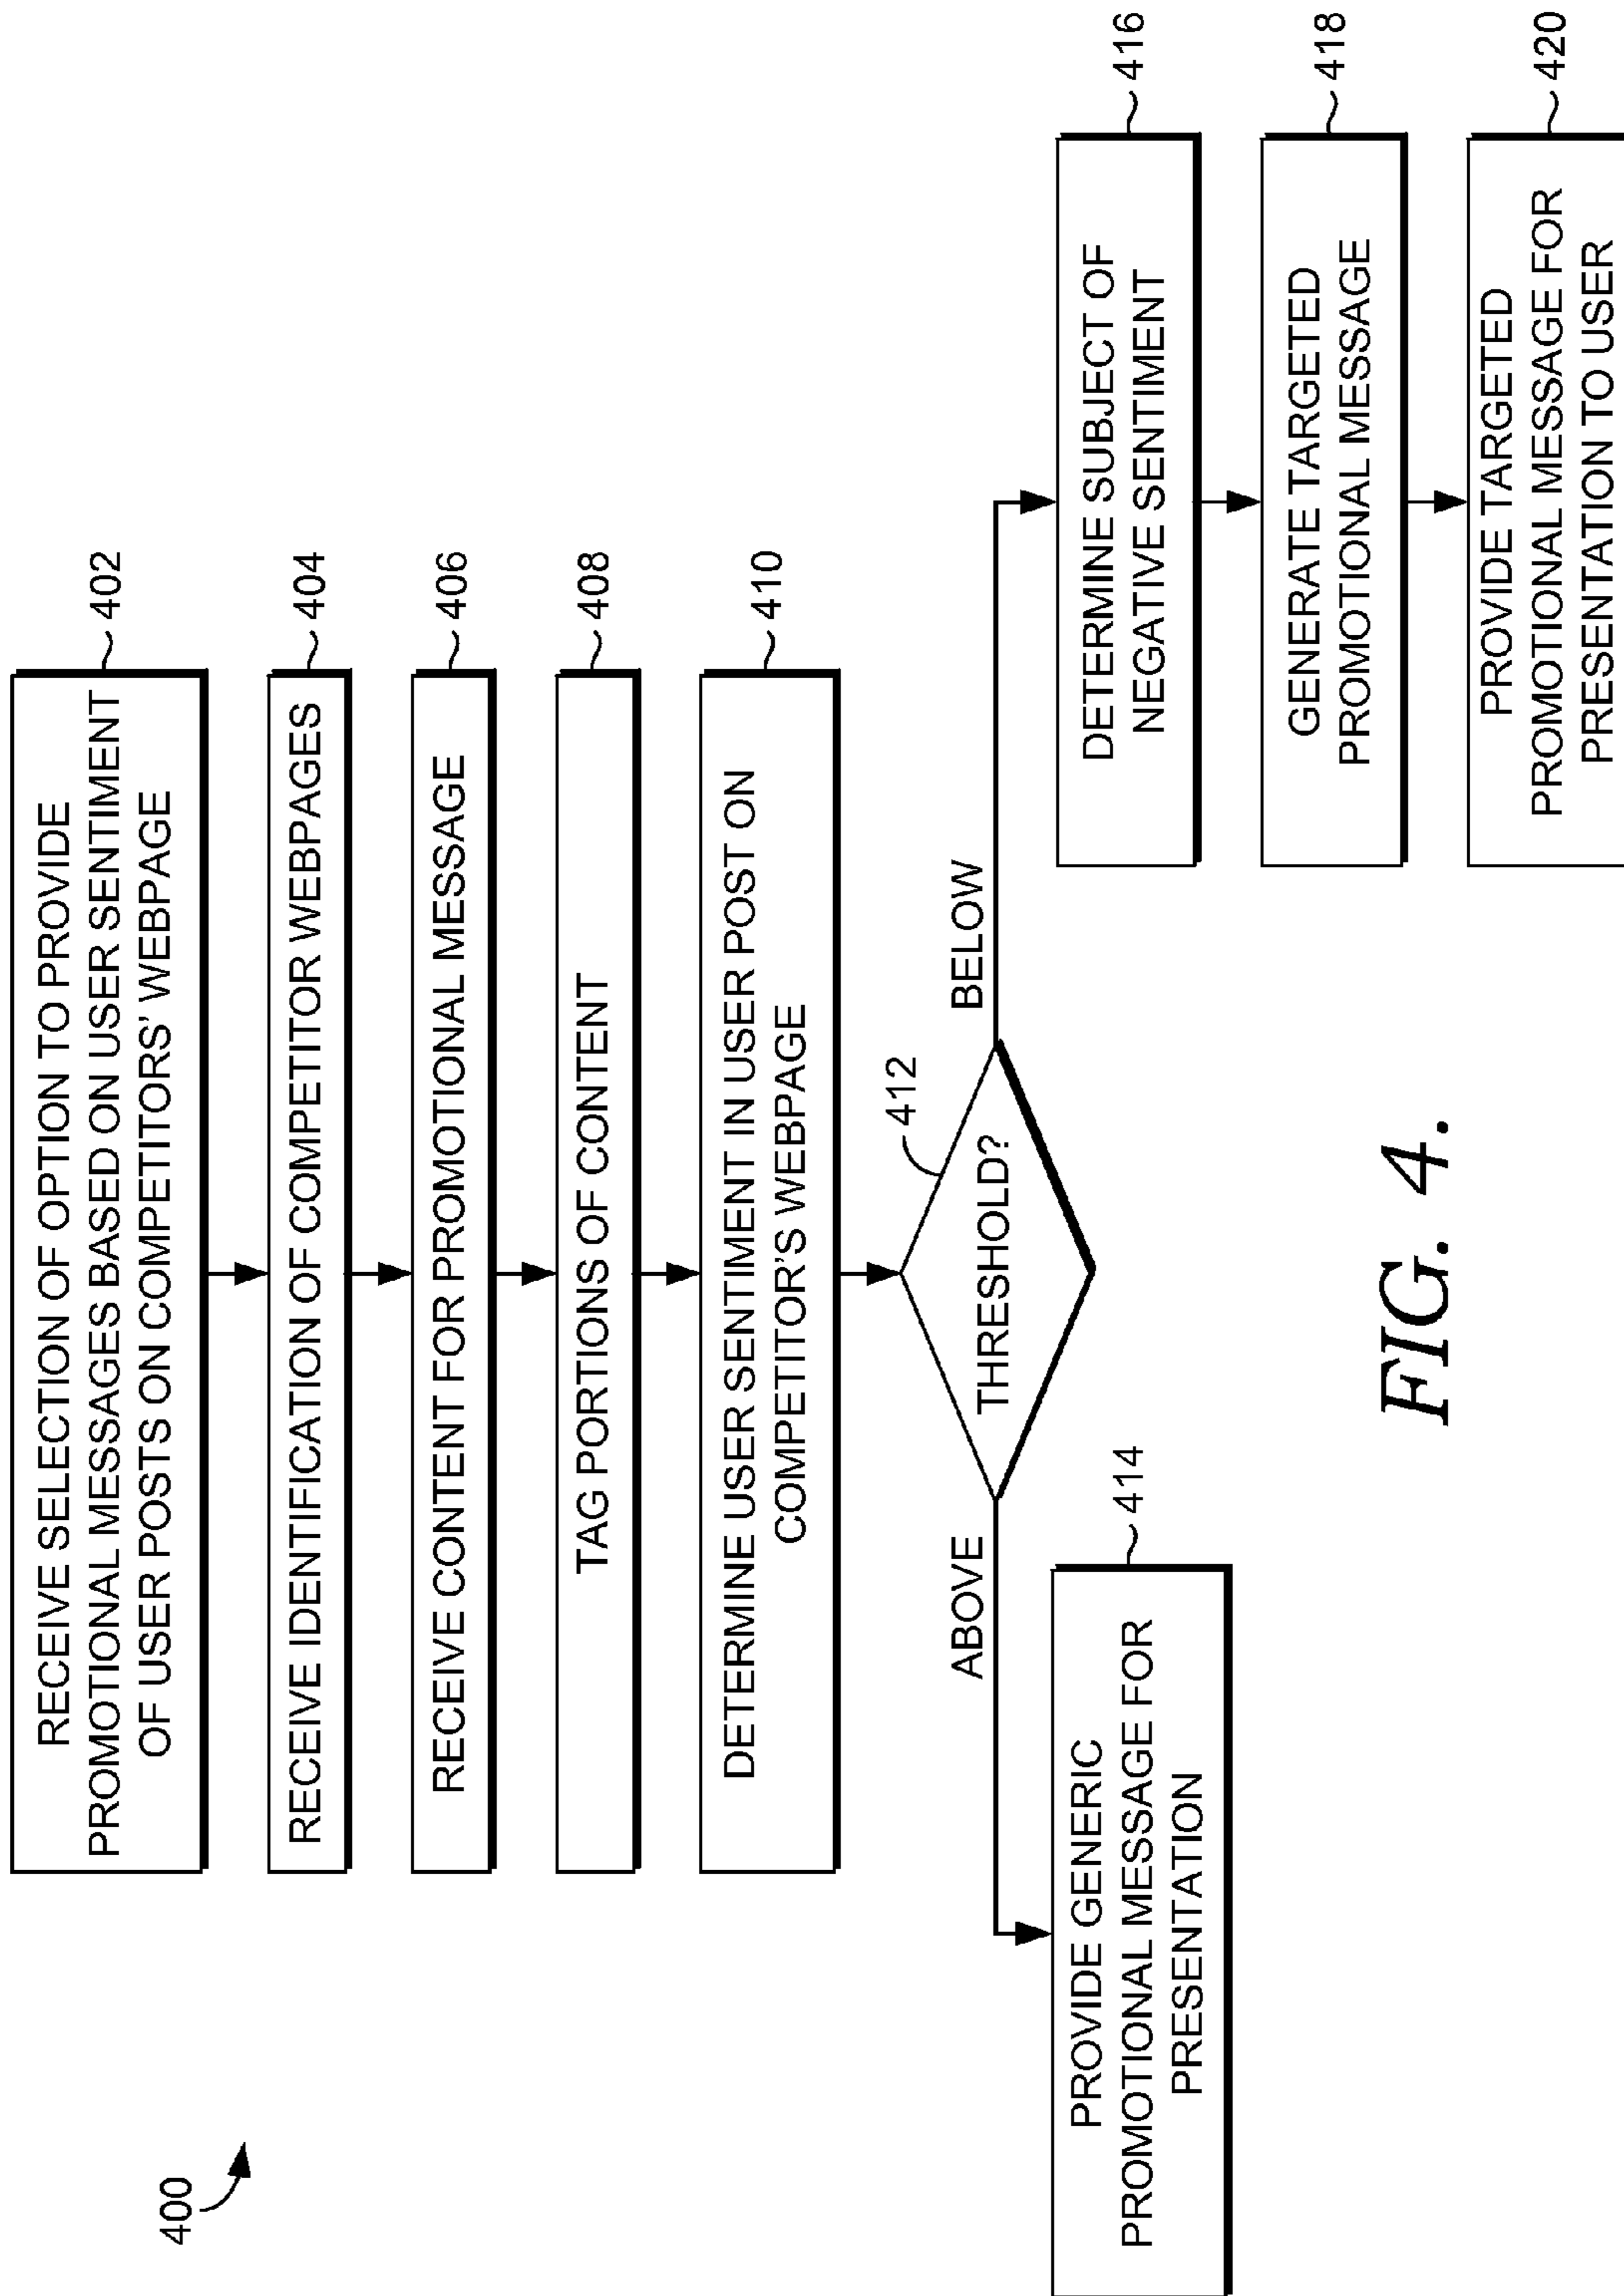 400
RECEIVE SELECTION OF OPTION TO PROVIDE
PROMOTIONAL MESSAGES BASED ON USER SENTIMENT
OF USER POSTS ON COMPETITORS' WEBPAGE
402
RECEIVE IDENTIFICATION OF COMPETITOR WEBPAGES
404
RECEIVE CONTENT FOR PROMOTIONAL MESSAGE
406
TAG PORTIONS OF CONTENT
408
DETERMINE USER SENTIMENT IN USER POST ON
COMPETITOR'S WEBPAGE
410
412
THRESHOLD?
ABOVE
BELOW
PROVIDE GENERIC
PROMOTIONAL MESSAGE FOR
PRESENTATION
414
DETERMINE SUBJECT OF
NEGATIVE SENTIMENT
416
GENERATE TARGETED
PROMOTIONAL MESSAGE
418
PROVIDE TARGETED
PROMOTIONAL MESSAGE FOR
PRESENTATION TO USER
420
FIG. 4.